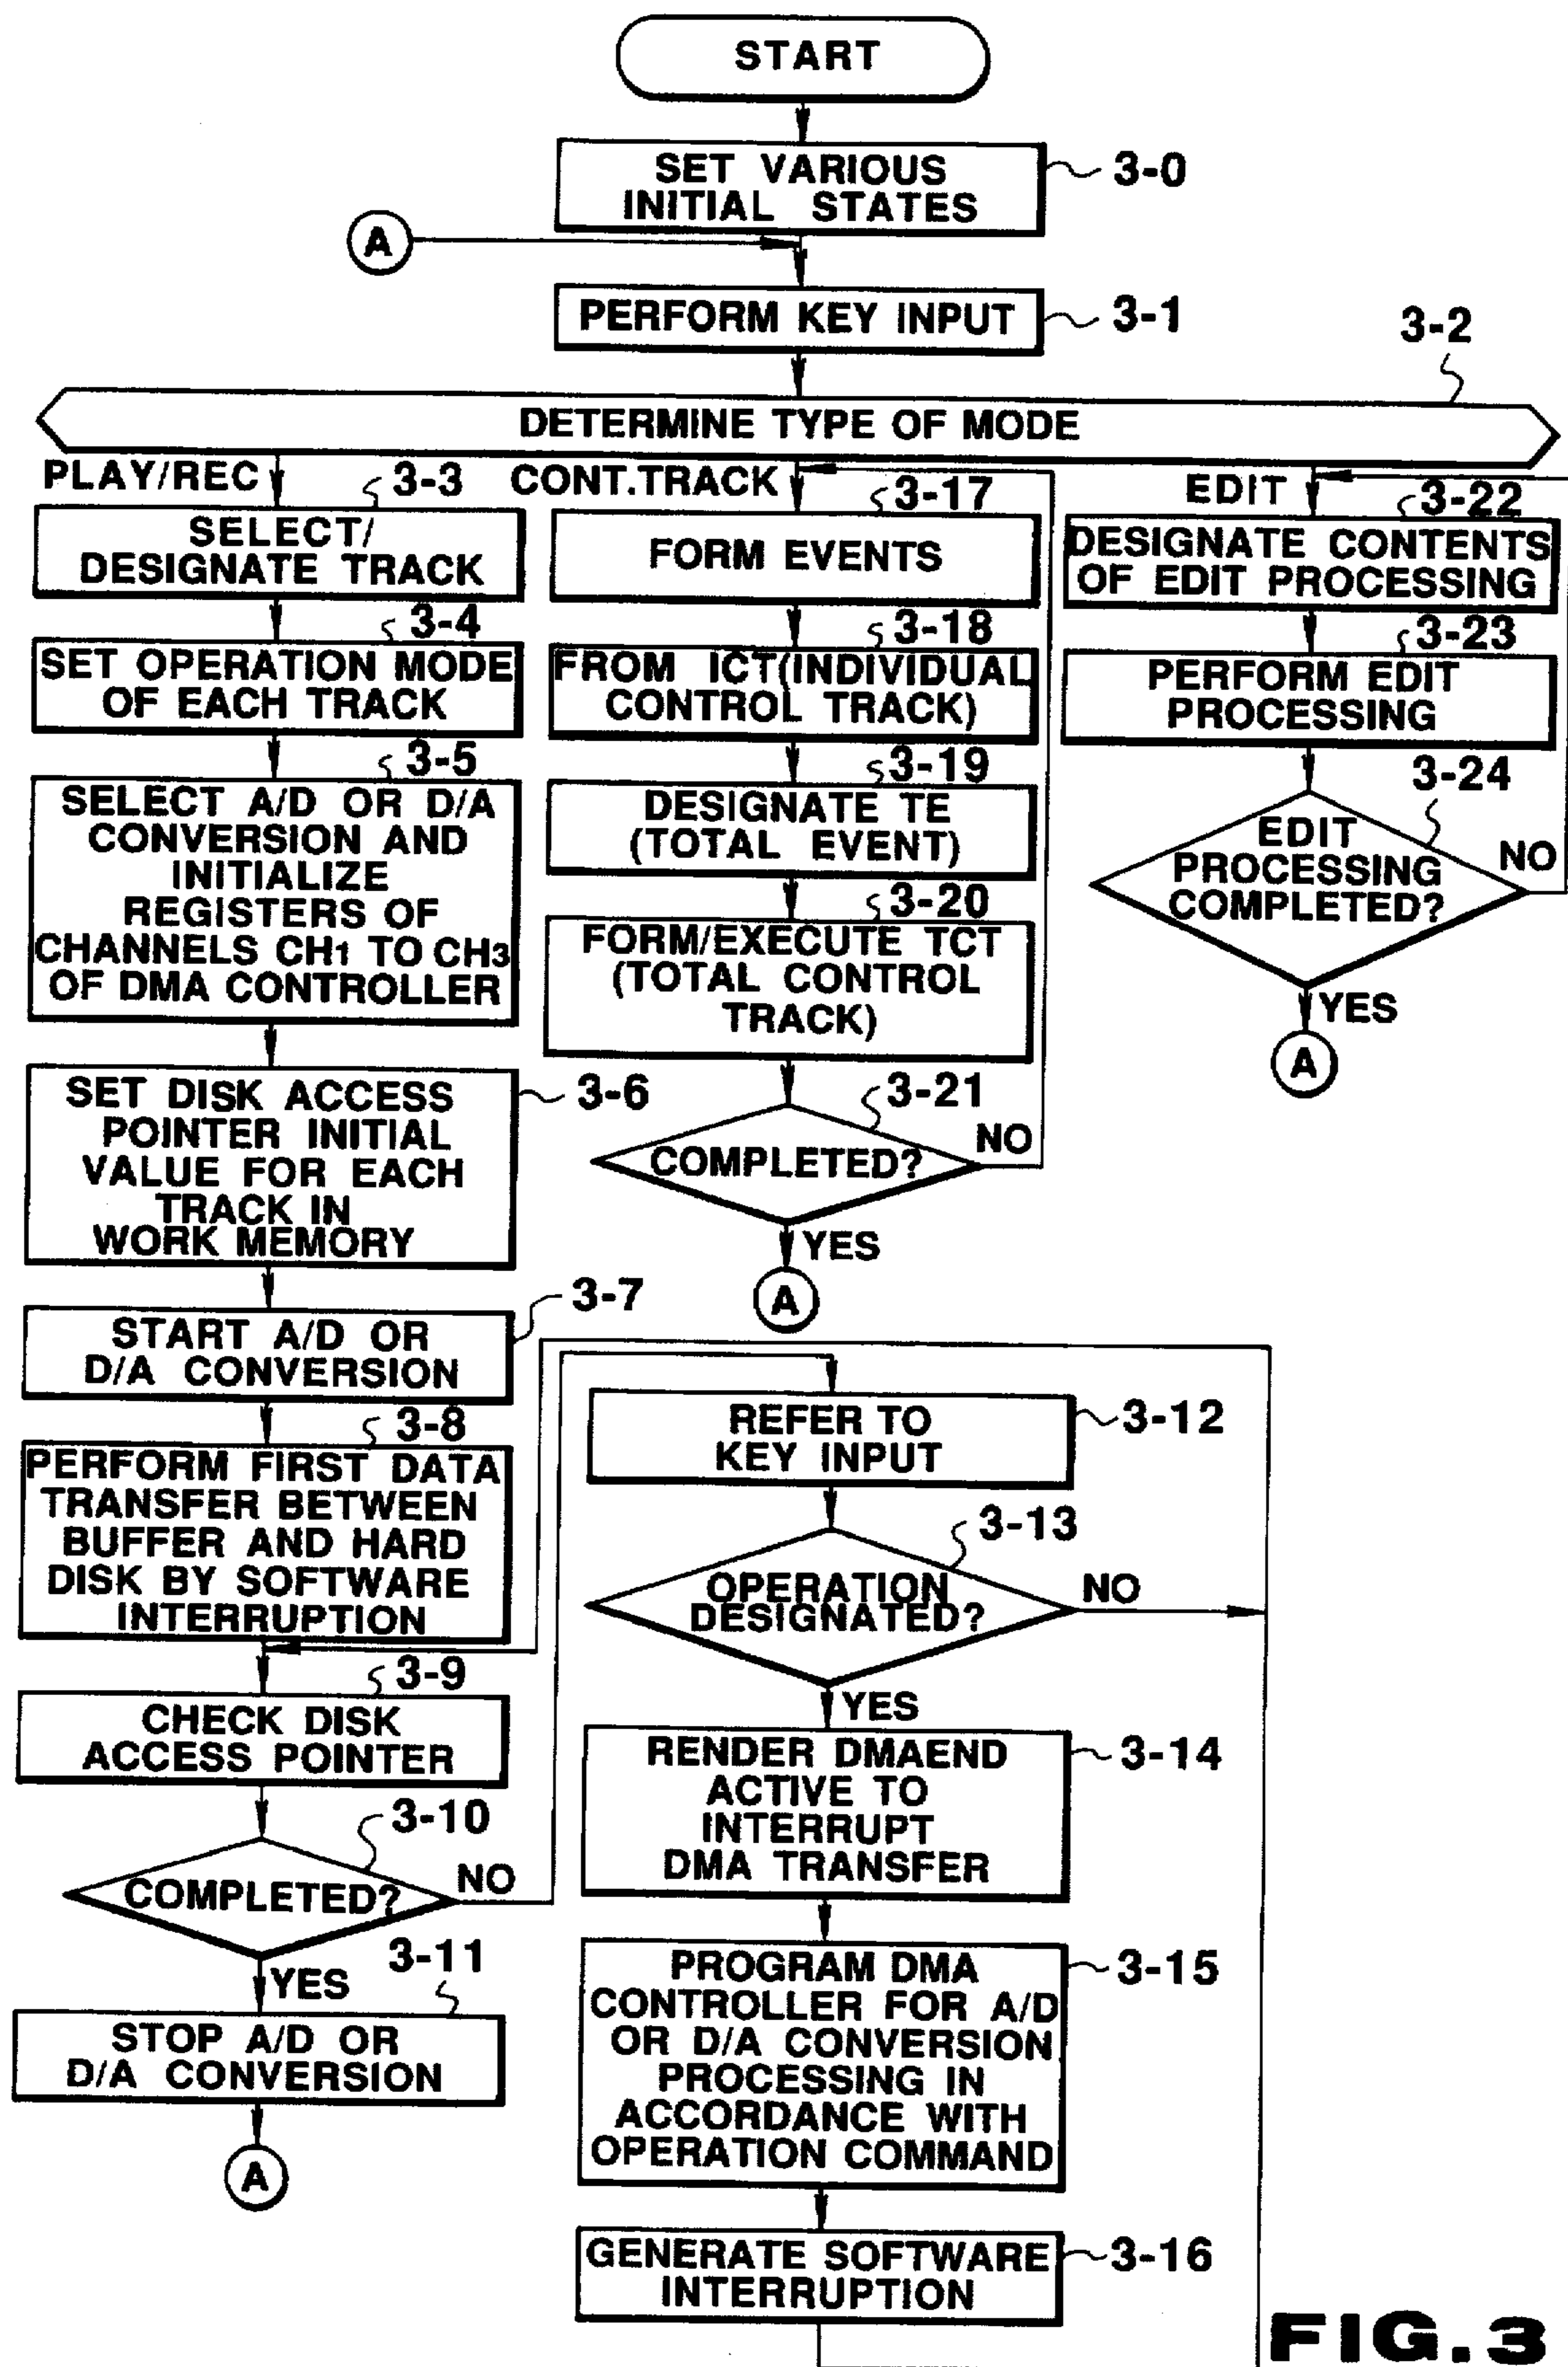 START
SET VARIOUS
INITIAL STATES
3-0
A
PERFORM KEY INPUT
3-1
3-2
DETERMINE TYPE OF MODE
PLAY/REC
3-3
SELECT/
DESIGNATE TRACK
3-4
SET OPERATION MODE
OF EACH TRACK
3-5
SELECT A/D OR D/A
CONVERSION AND
INITIALIZE
REGISTERS OF
CHANNELS CH1 TO CH3
OF DMA CONTROLLER
SET DISK ACCESS
POINTER INITIAL
VALUE FOR EACH
TRACK IN
WORK MEMORY
3-6
3-7
START A/D OR
D/A CONVERSION
3-8
PERFORM FIRST DATA
TRANSFER BETWEEN
BUFFER AND HARD
DISK BY SOFTWARE
INTERRUPTION
3-9
CHECK DISK
ACCESS POINTER
3-10
COMPLETED?
NO
YES
3-11
STOP A/D OR
D/A CONVERSION
A
REFER TO
KEY INPUT
3-12
3-13
OPERATION
DESIGNATED?
NO
YES
RENDER DMAEND
ACTIVE TO
INTERRUPT
DMA TRANSFER
3-14
PROGRAM DMA
CONTROLLER FOR A/D
OR D/A CONVERSION
PROCESSING IN
ACCORDANCE WITH
OPERATION COMMAND
3-15
GENERATE SOFTWARE
INTERRUPTION
3-16
CONT.TRACK
3-17
FORM EVENTS
3-18
FROM ICT(INDIVIDUAL
CONTROL TRACK)
3-19
DESIGNATE TE
(TOTAL EVENT)
3-20
FORM/EXECUTE TCT
(TOTAL CONTROL
TRACK)
3-21
COMPLETED?
NO
YES
A
EDIT
3-22
DESIGNATE CONTENTS
OF EDIT PROCESSING
3-23
PERFORM EDIT
PROCESSING
3-24
EDIT
PROCESSING
COMPLETED?
NO
YES
A
FIG.3